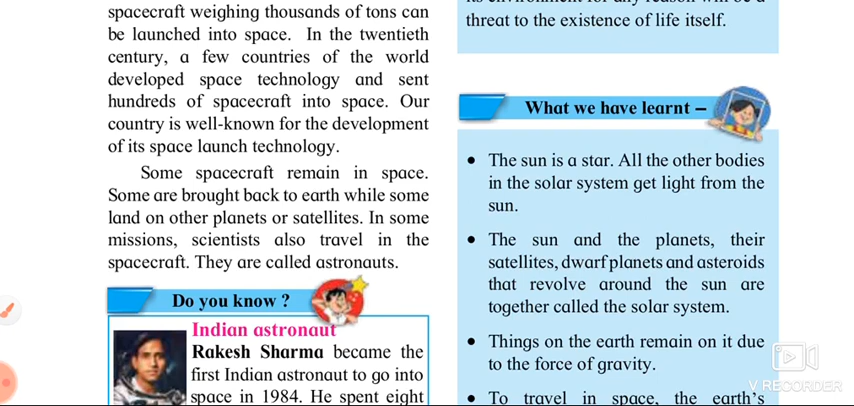 spacecraft weighing thousands of tons can
be launched into space. In the twentieth
century, a few countries of the world
developed space technology and sent
hundreds of spacecraft into space. Our
country is well-known for the development
of its space launch technology.
Some spacecraft remain in space.
Some are brought back to earth while some
land on other planets or satellites. In some
missions, scientists also travel in the
spacecraft. They are called astronauts.
Do you know ?
Indian astronaut
Rakesh Sharma became the
first Indian astronaut to go into
space in 1984. He spent eight
threat to the existence of life itself.
What we have learnt –
• The sun is a star. All the other bodies
in the solar system get light from the
sun.
• The sun and the planets, their
satellites, dwarf planets and asteroids
that revolve around the sun are
together called the solar system.
• Things on the earth remain on it due
to the force of gravity.
• To travel in space, the earth's
V RECORDER